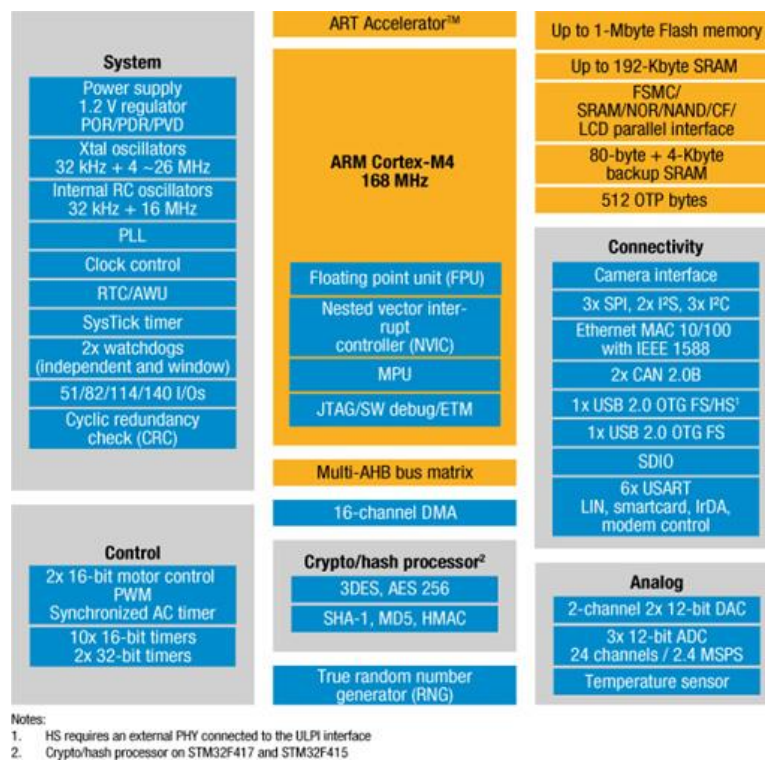 System
Power supply
1.2 V regulator
POR/PDR/PVD
Xtal oscillators
32 kHz + 4 ~26 MHz
Internal RC oscillators
32 kHz + 16 MHz
PLL
Clock control
RTC/AWU
SysTick timer
2x watchdogs
(independent and window)
51/82/114/140 I/Os
Cyclic redundancy
check (CRC)
Control
2x 16-bit motor control
PWM
Synchronized AC timer
10x 16-bit timers
2x 32-bit timers
ART Accelerator™
ARM Cortex-M4
168 MHz
Floating point unit (FPU)
Nested vector inter-
rupt
controller (NVIC)
MPU
JTAG/SW debug/ETM
Multi-AHB bus matrix
16-channel DMA
Crypto/hash processor²
3DES, AES 256
SHA-1, MD5, HMAC
True random number
generator (RNG)
Up to 1-Mbyte Flash memory
Up to 192-Kbyte SRAM
FSMC/
SRAM/NOR/NAND/CF/
LCD parallel interface
80-byte + 4-Kbyte
backup SRAM
512 OTP bytes
Connectivity
Camera interface
3x SPI, 2x I²S, 3x I²C
Ethernet MAC 10/100
with IEEE 1588
2x CAN 2.0B
1x USB 2.0 OTG FS/HS¹
1x USB 2.0 OTG FS
SDIO
6x USART
LIN, smartcard, IrDA,
modem control
Analog
2-channel 2x 12-bit DAC
3x 12-bit ADC
24 channels / 2.4 MSPS
Temperature sensor
Notes:
1. HS requires an external PHY connected to the ULPI interface
2. Crypto/hash processor on STM32F417 and STM32F415